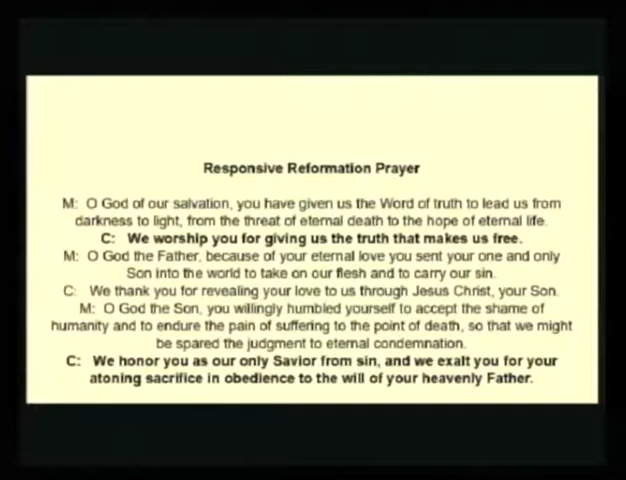 Responsive Reformation Prayer
M: O God of our salvation, you have given us the Word of truth to lead us from
darkness to light, from the threat of eternal death to the hope of eternal life.
C: We worship you for giving us the truth that makes us free.
M: O God the Father, because of your eternal love you sent your one and only
Son into the world to take on our flesh and to carry our sin.
C: We thank you for revealing your love to us through Jesus Christ, your Son.
M: O God the Son, you willingly humbled yourself to accept the shame of
humanity and to endure the pain of suffering to the point of death, so that we might
be spared the judgment to eternal condemnation.
C: We honor you as our only Savior from sin, and we exalt you for your
atoning sacrifice in obedience to the will of your heavenly Father.